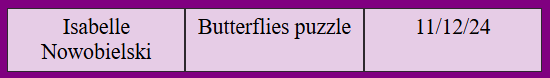 Isabelle
Nowobielski
Butterflies puzzle
11/12/24